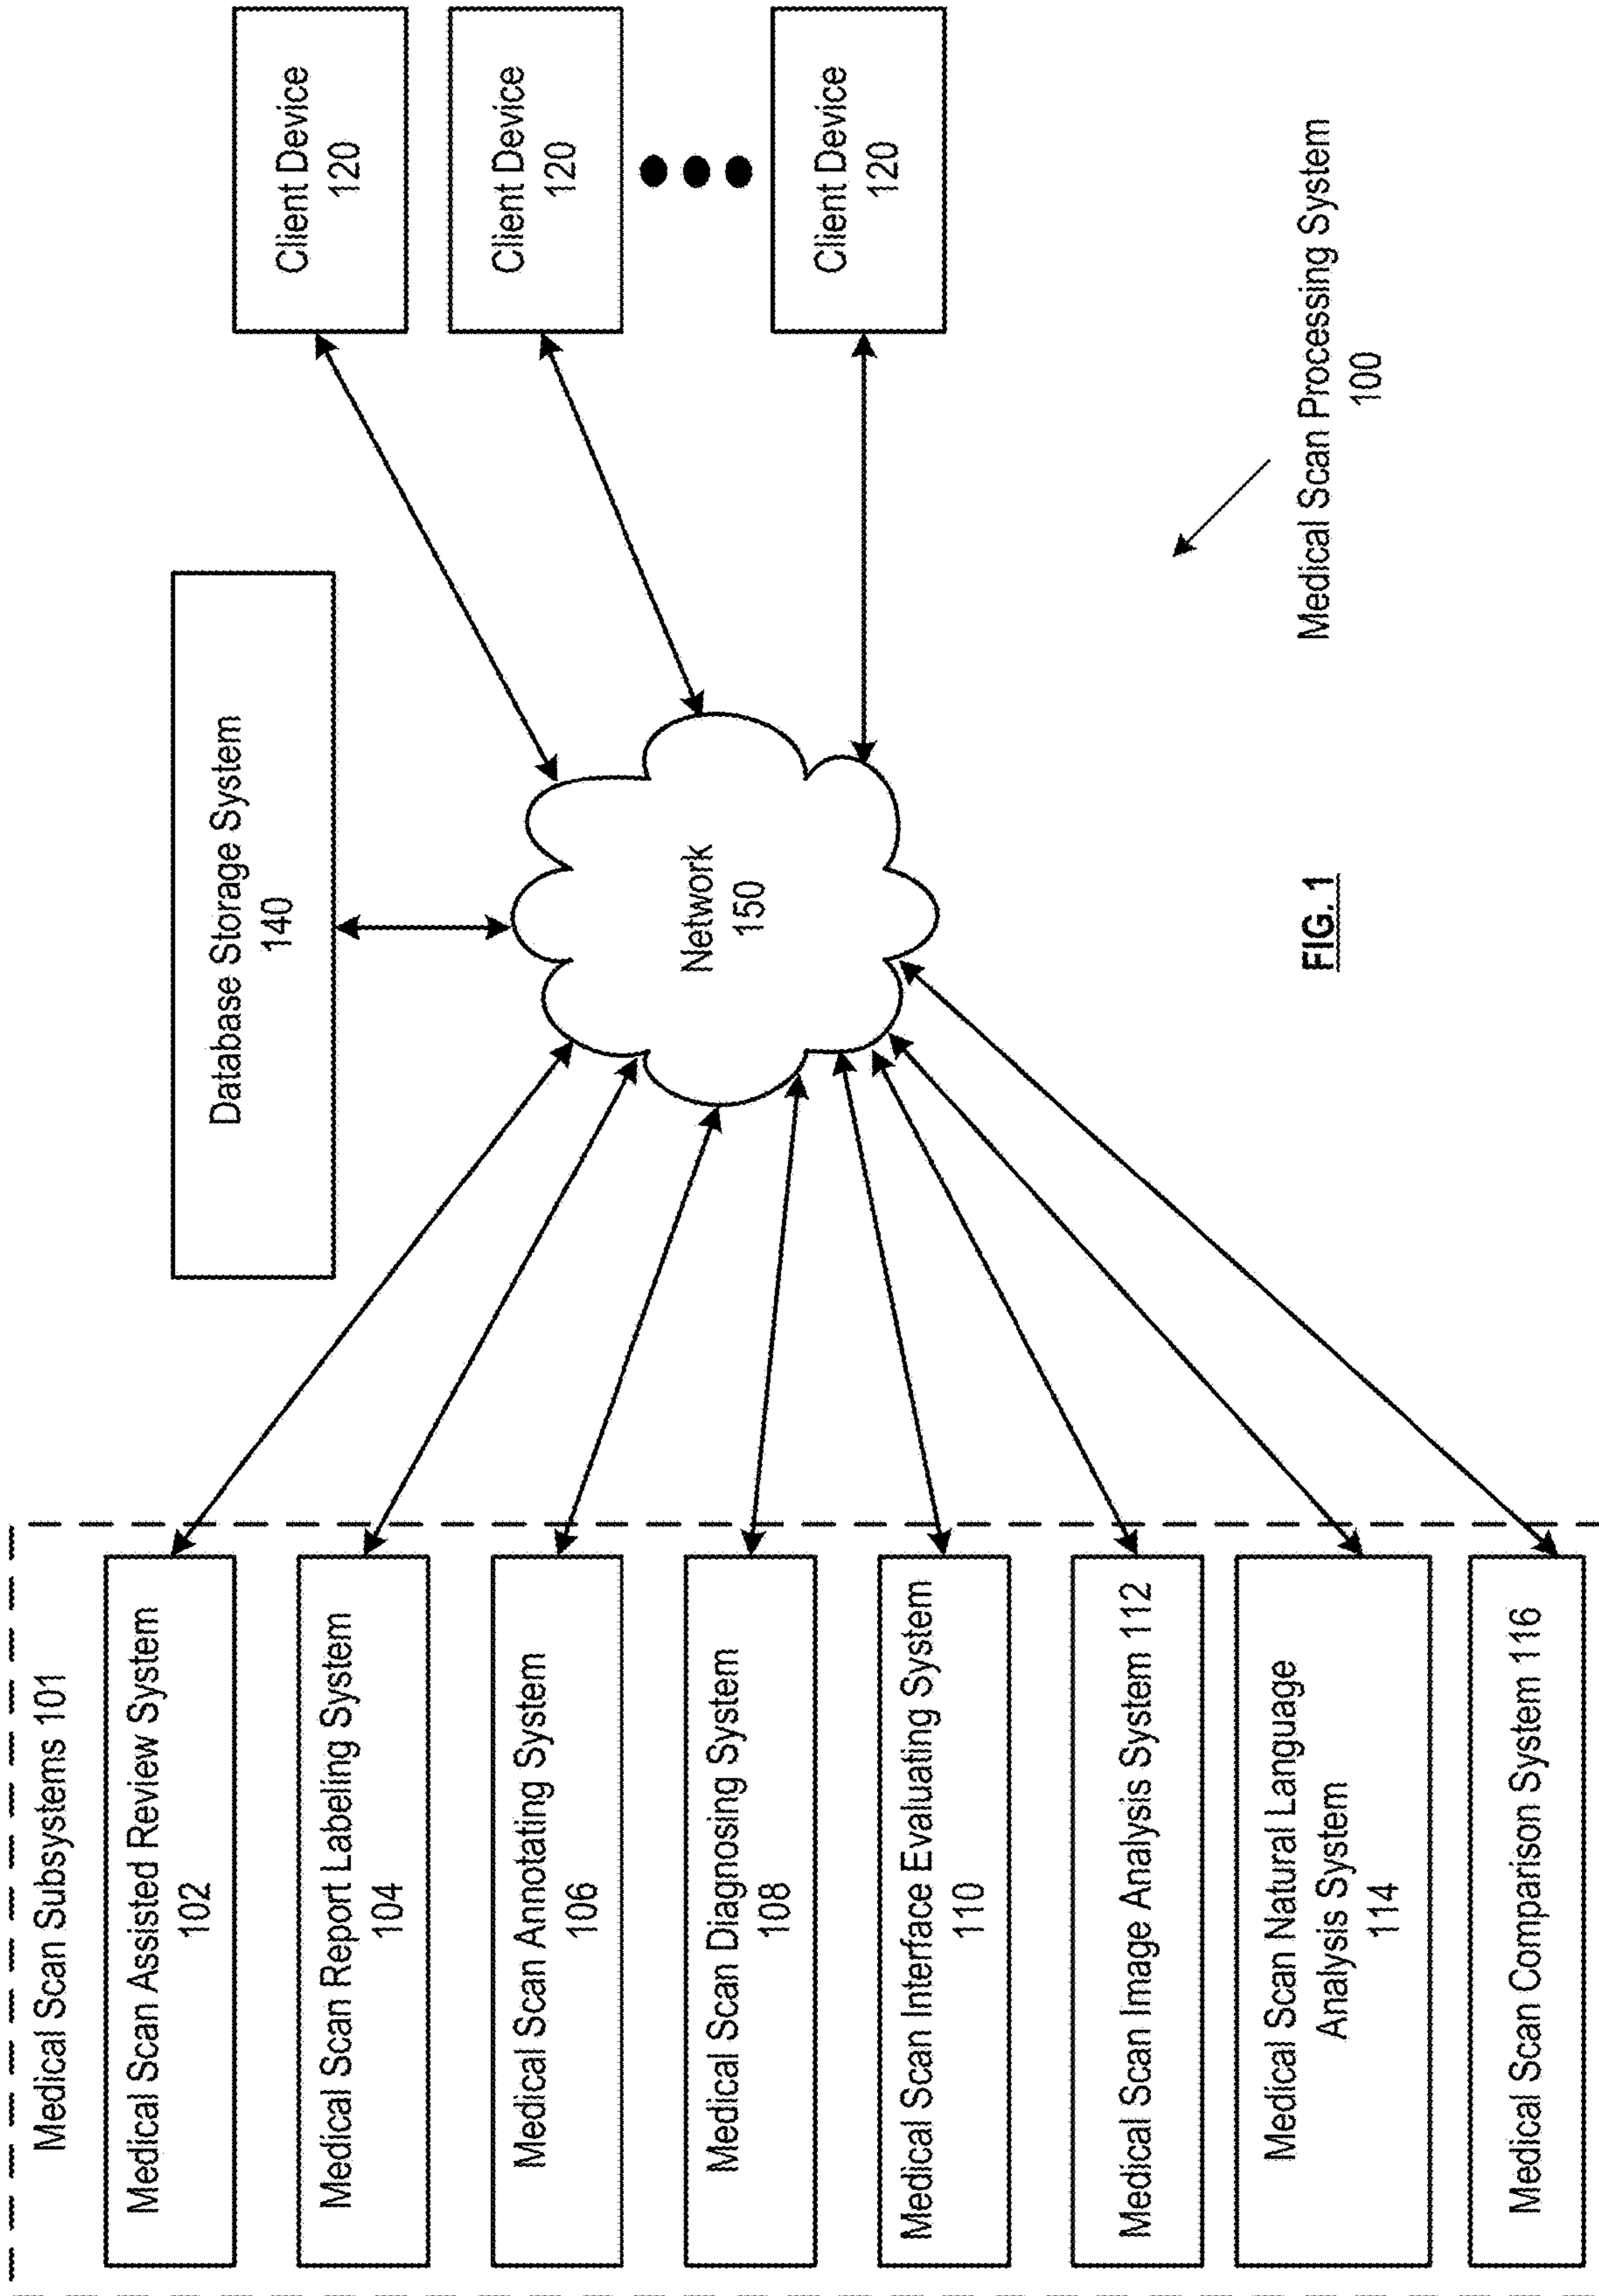 Medical Scan Subsystems 101
Medical Scan Assisted Review System
102
Medical Scan Report Labeling System
104
Medical Scan Annotating System
106
Medical Scan Diagnosing System
108
Medical Scan Interface Evaluating System
110
Medical Scan Image Analysis System 112
Medical Scan Natural Language
Analysis System
114
Medical Scan Comparison System 116
Database Storage System
140
Network
150
Client Device
120
Client Device
120
Client Device
120
Medical Scan Processing System
100
FIG. 1